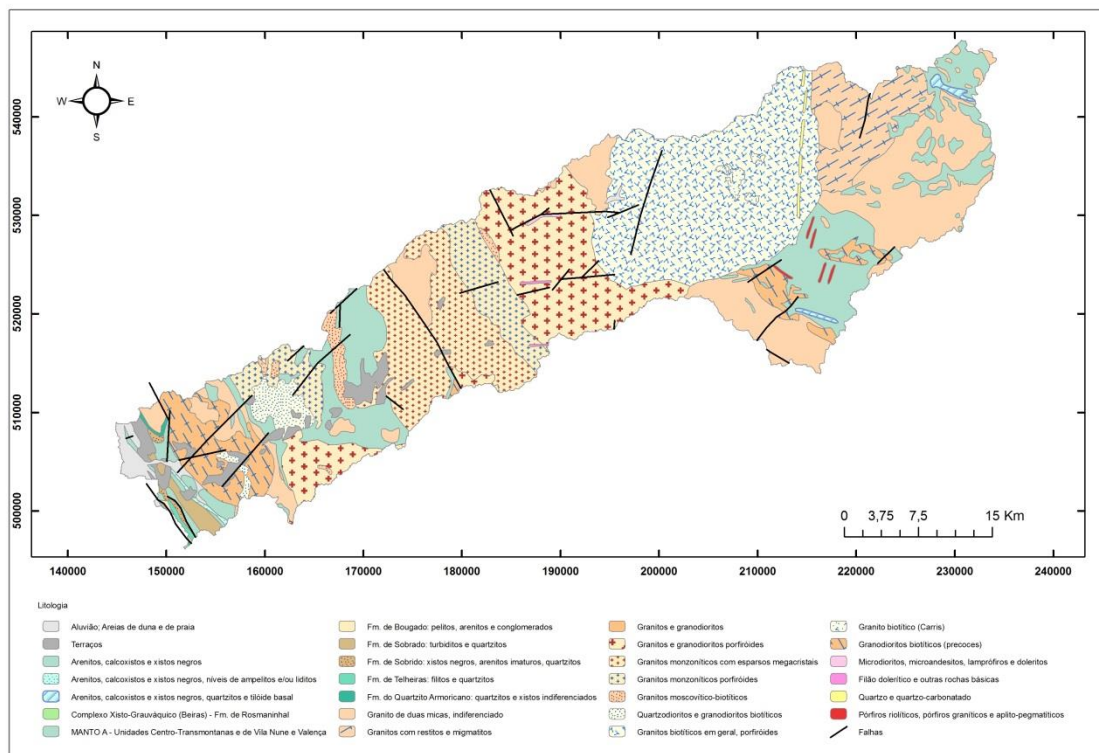 N
W
E
S
540000
530000
520000
510000
500000
0 3,75 7,5 15 Km
140000 150000 160000 170000 180000 190000 200000 210000 220000 230000 240000
Litologia
Aluvião; Areias de duna e de praia
Terraços
Arenitos, calcoxistos e xistos negros
Arenitos, calcoxistos e xistos negros, níveis de ampelitos e/ou liditos
Arenitos, calcoxistos e xistos negros, quartzitos e tilóide basal
Complexo Xisto-Grauváquico (Beiras) - Fm. de Rosmaninhal
MANTO A - Unidades Centro-Transmontanas e de Vila Nune e Valença
Fm. de Bougado: pelitos, arenitos e conglomerados
Fm. de Sobrado: turbiditos e quartzitos
Fm. de Sobrido: xistos negros, arenitos imaturos, quartzitos
Fm. de Telheiras: filitos e quartzitos
Fm. do Quartzito Armoricano: quartzitos e xistos indiferenciados
Granito de duas micas, indiferenciado
Granitos com restitos e migmatitos
Granitos e granodioritos
Granitos e granodioritos porfiróides
Granitos monzoníticos com esparsos megacristais
Granitos monzoníticos porfiróides
Granitos moscovítico-biotíticos
Quartzodioritos e granodioritos biotíticos
Granitos biotíticos em geral, porfiróides
Granito biotítico (Carris)
Granodioritos biotíticos (precoces)
Microdioritos, microandesitos, lamprófiros e doleritos
Filão dolerítico e outras rochas básicas
Quartzo e quartzo-carbonatado
Pórfiros riolíticos, pórfiros graníticos e aplito-pegmatíticos
Falhas